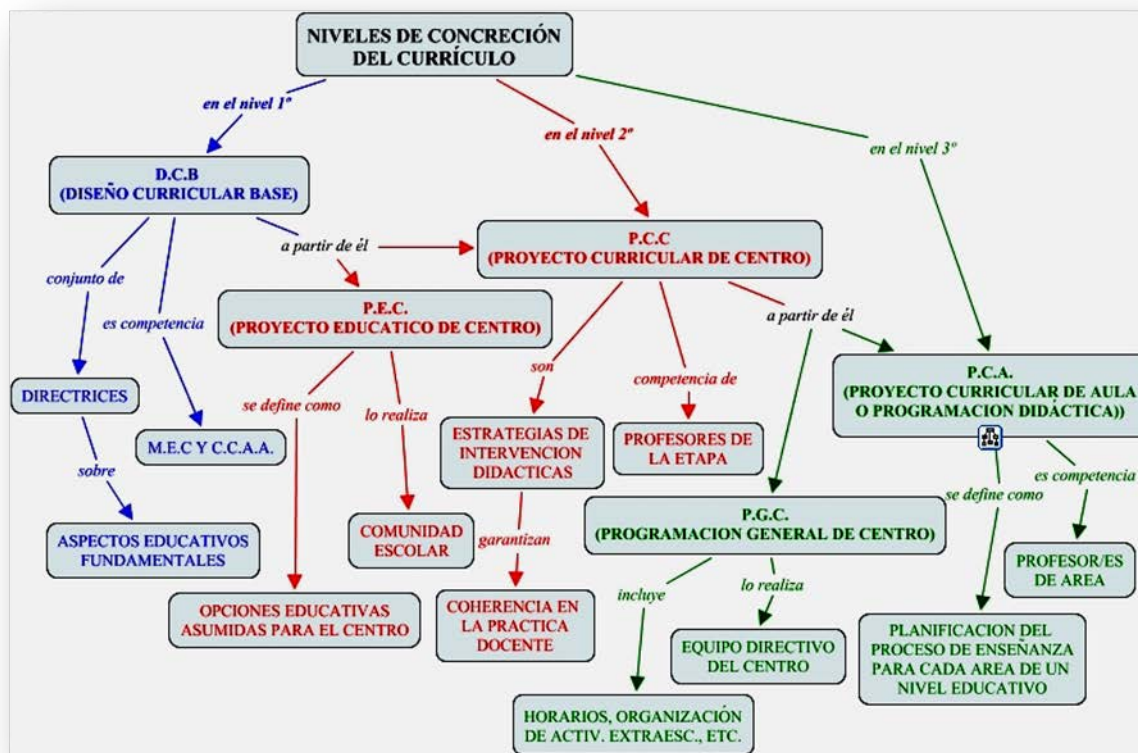 NIVELES DE CONCRECIÓN
DEL CURRÍCULO
en el nivel 1º
en el nivel 2º
en el nivel 3º
D.C.B
(DISEÑO CURRICULAR BASE)
a partir de él
P.C.C
(PROYECTO CURRICULAR DE CENTRO)
conjunto de
es competencia
P.E.C.
(PROYECTO EDUCATICO DE CENTRO)
a partir de él
DIRECTRICES
se define como
lo realiza
son
competencia de
P.C.A.
(PROYECTO CURRICULAR DE AULA
O PROGRAMACION DIDÁCTICA))
M.E.C Y C.C.A.A.
ESTRATEGIAS DE
INTERVENCION
DIDACTICAS
PROFESORES DE
LA ETAPA
sobre
es competencia
se define como
ASPECTOS EDUCATIVOS
FUNDAMENTALES
COMUNIDAD
ESCOLAR
garantizan
P.G.C.
(PROGRAMACION GENERAL DE CENTRO)
PROFESOR/ES
DE AREA
OPCIONES EDUCATIVAS
ASUMIDAS PARA EL CENTRO
COHERENCIA EN
LA PRACTICA
DOCENTE
incluye
lo realiza
EQUIPO DIRECTIVO
DEL CENTRO
PLANIFICACION DEL
PROCESO DE ENSEÑANZA
PARA CADA AREA DE UN
NIVEL EDUCATIVO
HORARIOS, ORGANIZACIÓN
DE ACTIV. EXTRAESC., ETC.